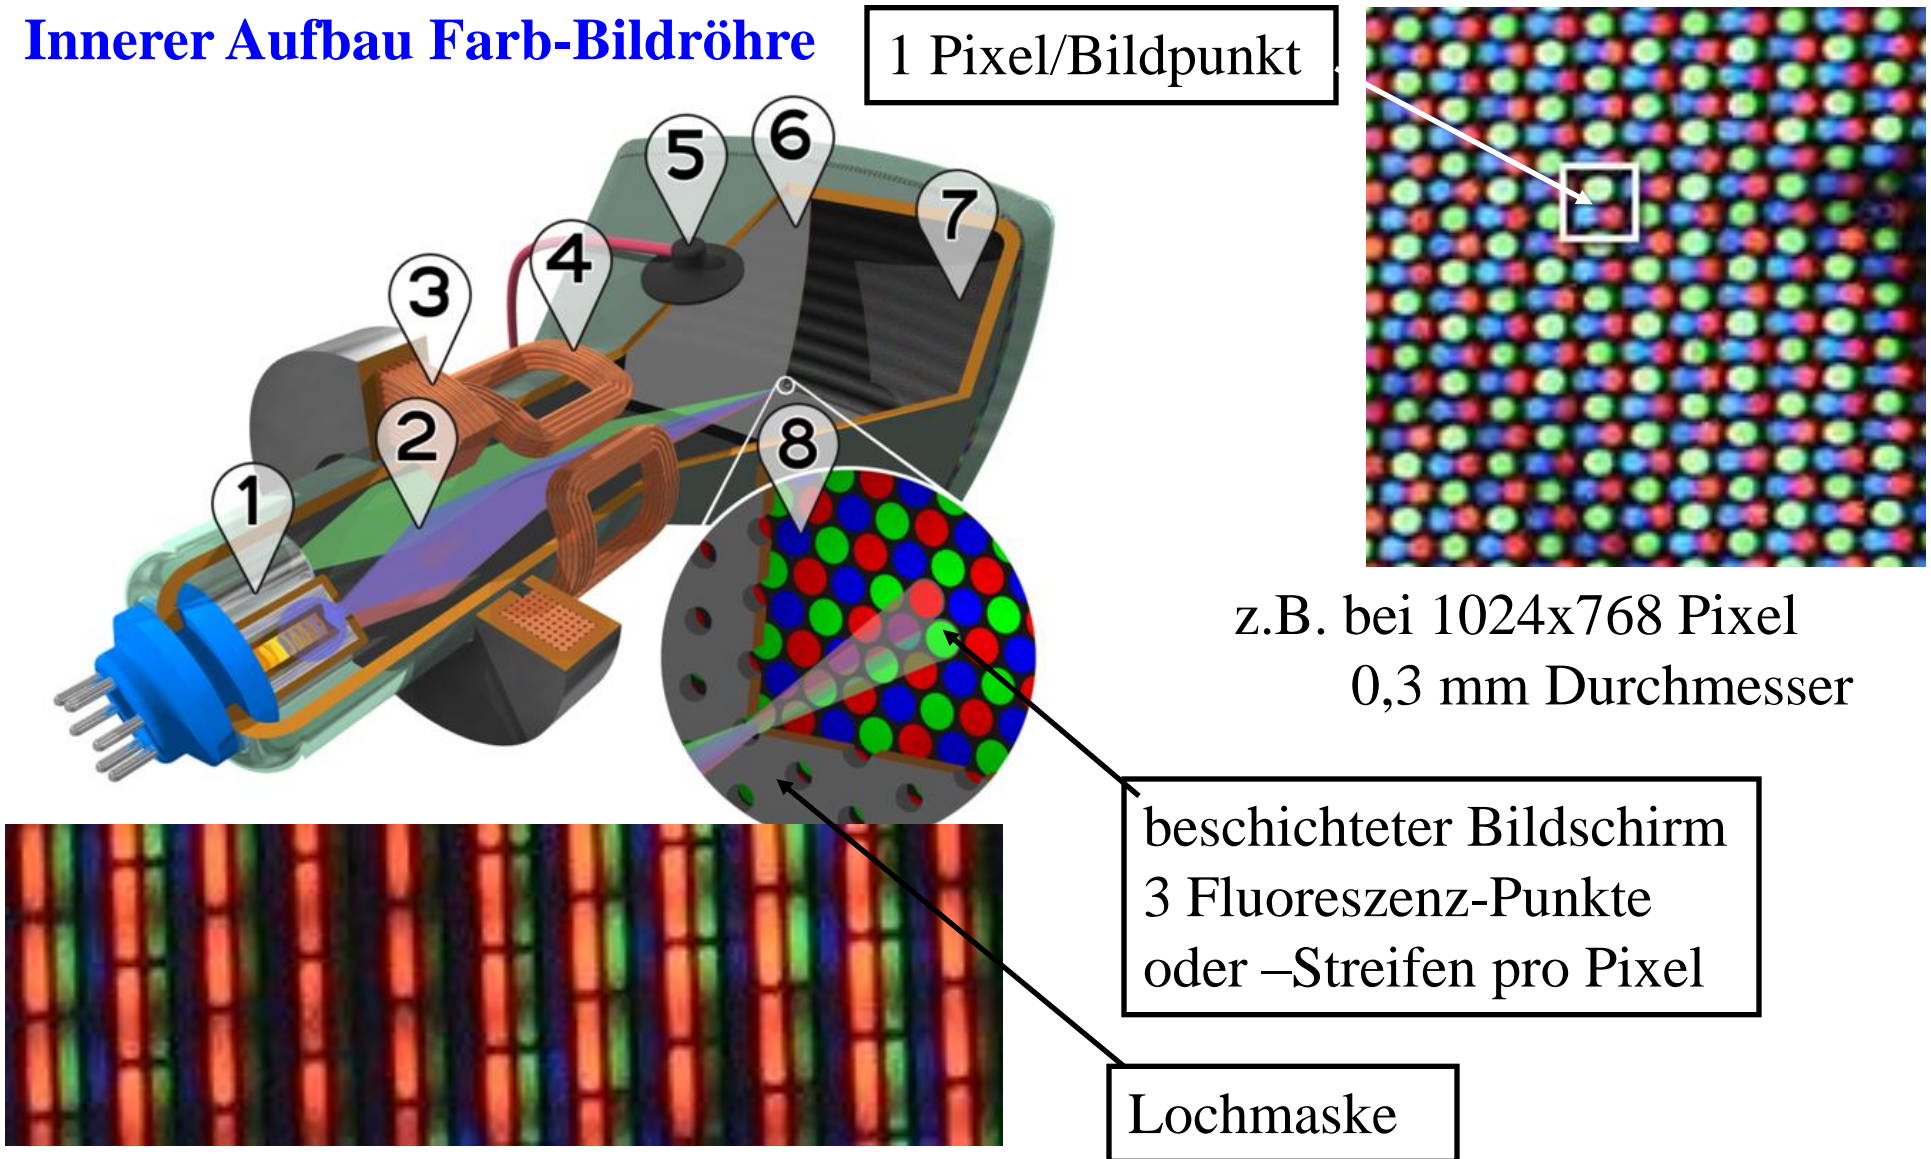 Innerer Aufbau Farb-Bildröhre
1 Pixel/Bildpunkt
5
6
7
4
3
2
8
1
z.B. bei 1024x768 Pixel
0,3 mm Durchmesser
beschichteter Bildschirm
3 Fluoreszenz-Punkte
oder –Streifen pro Pixel
Lochmaske